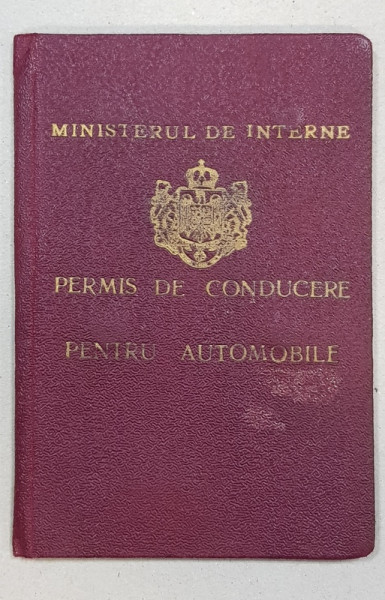 MINISTERUL DE INTERNE
PERMIS DE CONDUCERE
PENTRU AUTOMOBILE